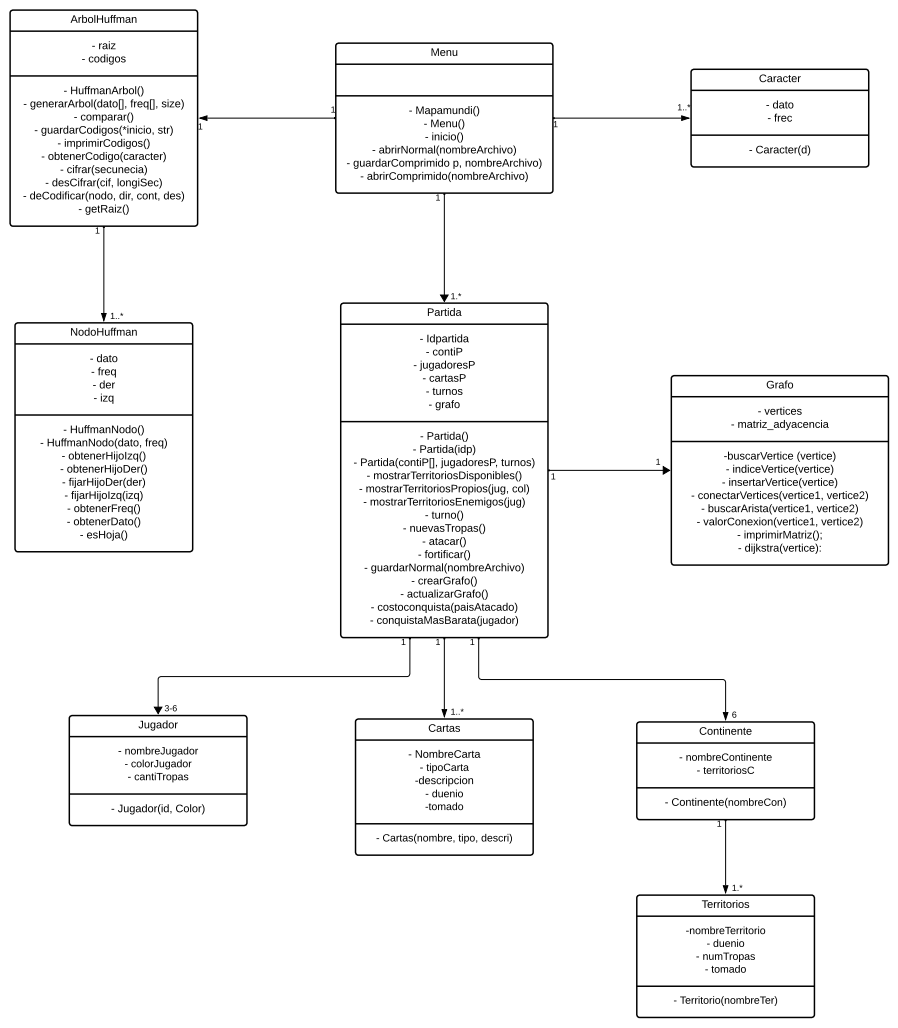 ArbolHuffman
- raiz
- codigos
- HuffmanArbol()
- generarArbol(dato[], freq[], size)
- comparar()
- guardarCodigos(*inicio, str)
- imprimirCodigos()
- obtenerCodigo(caracter)
- cifrar(secunecia)
- desCifrar(cif, longiSec)
- deCodificar(nodo, dir, cont, des)
- getRaiz()
1
1
Menu
- Mapamundi()
- Menu()
- inicio()
- abrirNormal(nombreArchivo)
- guardarComprimido p, nombreArchivo)
- abrirComprimido(nombreArchivo)
1
1..*
Caracter
- dato
- frec
- Caracter(d)
1
1..*
NodoHuffman
- dato
- freq
- der
- izq
- HuffmanNodo()
- HuffmanNodo(dato, freq)
- obtenerHijoIzq()
- obtenerHijoDer()
- fijarHijoDer(der)
- fijarHijoIzq(izq)
- obtenerFreq()
- obtenerDato()
- esHoja()
1
1.*
Partida
- Idpartida
- contiP
- jugadoresP
- cartasP
- turnos
- grafo
- Partida()
- Partida(idp)
- Partida(contiP[], jugadoresP, turnos)
- mostrarTerritoriosDisponibles()
- mostrarTerritoriosPropios(jug, col)
- mostrarTerritoriosEnemigos(jug)
- turno()
- nuevasTropas()
- atacar()
- fortificar()
- guardarNormal(nombreArchivo)
- crearGrafo()
- actualizarGrafo()
- costoconquista(paisAtacado)
- conquistaMasBarata(jugador)
1
1
Grafo
- vertices
- matriz_adyacencia
-buscarVertice (vertice)
- indiceVertice(vertice)
- insertarVertice(vertice)
- conectarVertices(vertice1, vertice2)
- buscarArista(vertice1, vertice2)
- valorConexion(vertice1, vertice2)
- imprimirMatriz();
- dijkstra(vertice):
1
1
1
3-6
Jugador
- nombreJugador
- colorJugador
- cantiTropas
- Jugador(id, Color)
1..*
Cartas
- NombreCarta
- tipoCarta
-descripcion
- duenio
-tomado
- Cartas(nombre, tipo, descri)
6
Continente
- nombreContinente
- territoriosC
- Continente(nombreCon)
1
1.*
Territorios
-nombreTerritorio
- duenio
- numTropas
- tomado
- Territorio(nombreTer)